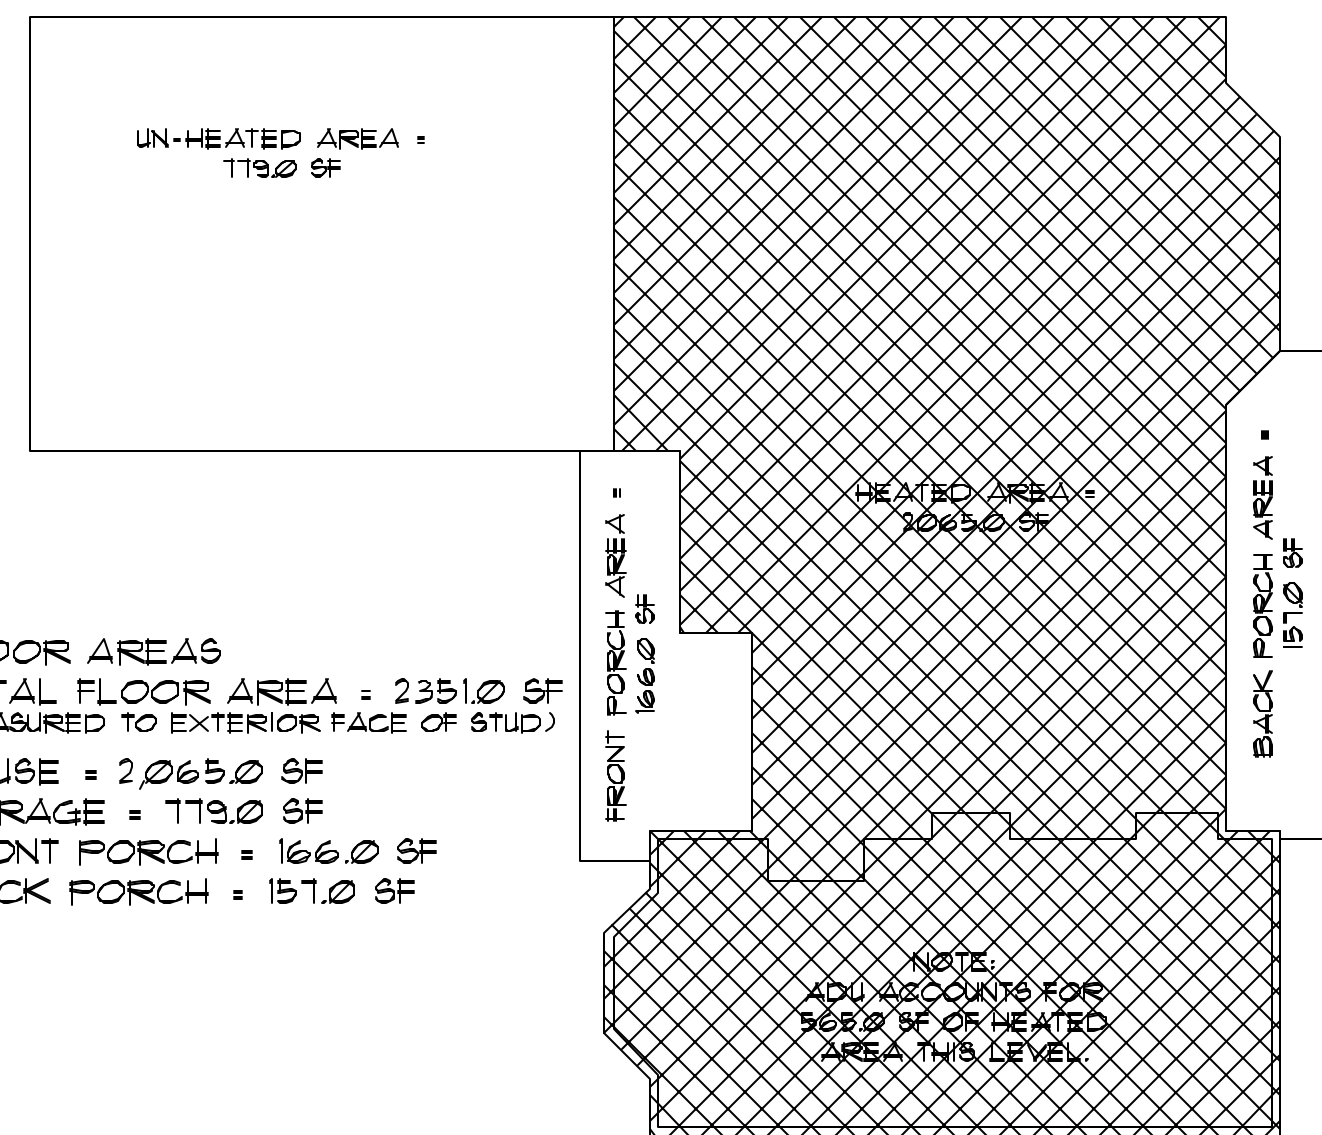 UN-HEATED AREA =
779.0 SF
HEATED AREA =
2065.0 SF
FRONT PORCH AREA =
166.0 SF
BACK PORCH AREA =
157.0 SF
OOR AREAS
TAL FLOOR AREA = 2351.0 SF
ASURED TO EXTERIOR FACE OF STUD)
USE = 2,065.0 SF
RAGE = 779.0 SF
ONT PORCH = 166.0 SF
CK PORCH = 157.0 SF
NOTE:
ADU ACCOUNTS FOR
565.0 SF OF HEATED
AREA THIS LEVEL.